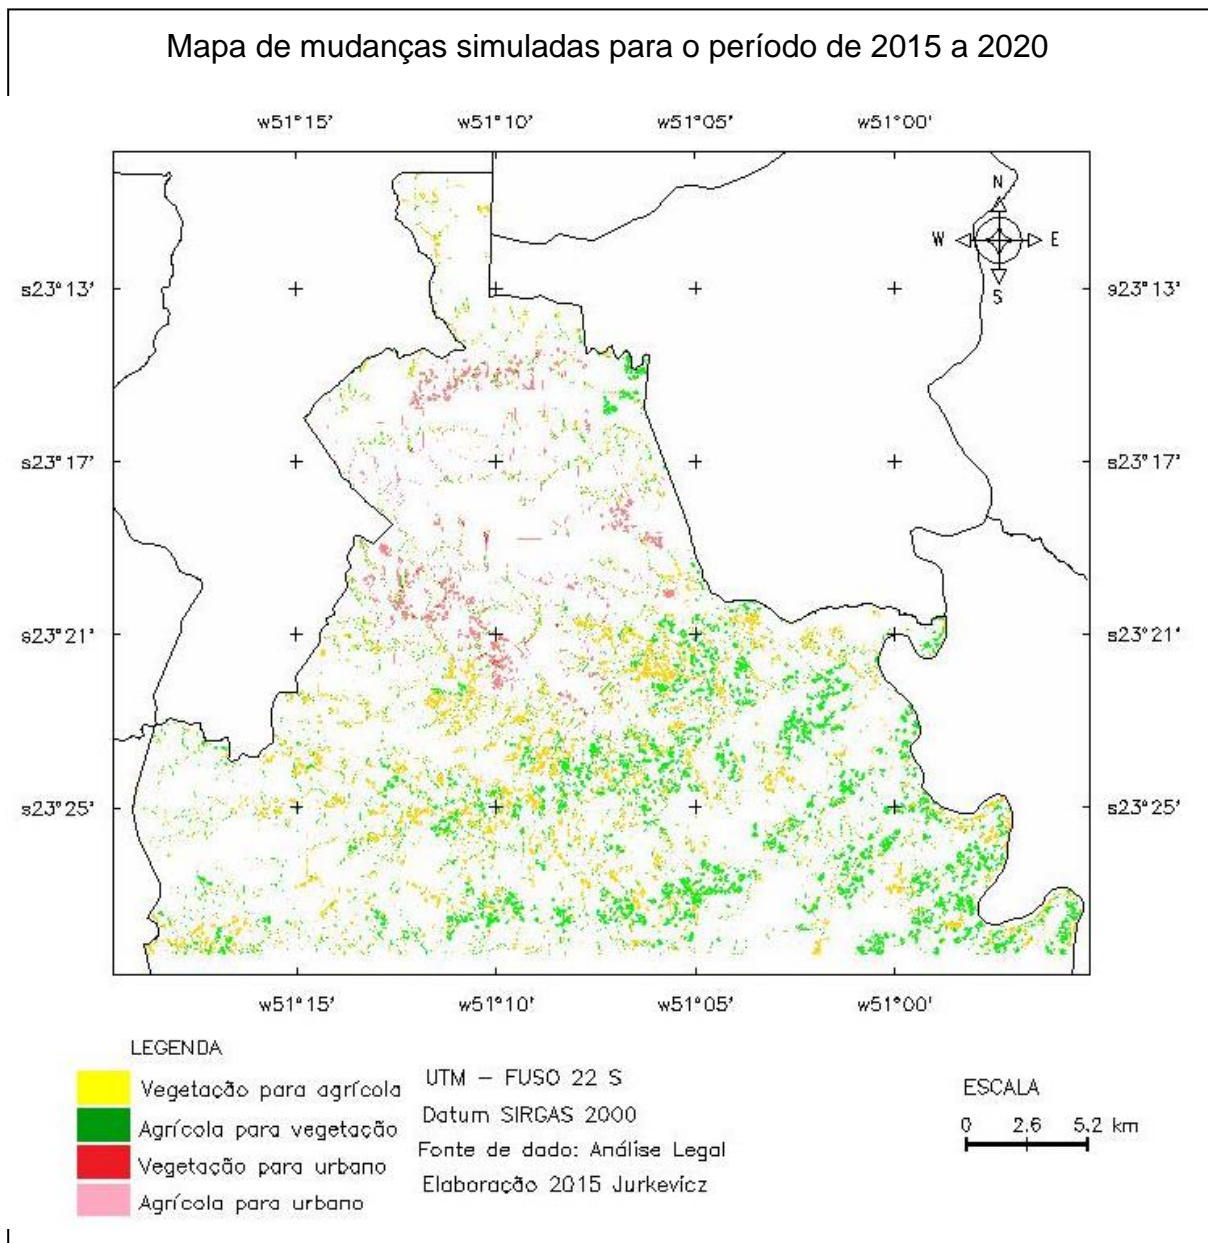 Mapa de mudanças simuladas para o período de 2015 a 2020
w51°15' w51°10' w51°05' w51°00'
N
W E
S
s23°13' s23°13'
s23°17' s23°17'
s23°21' s23°21'
s23°25' s23°25'
w51°15' w51°10' w51°05' w51°00'
LEGENDA
Vegetação para agrícola
Agrícola para vegetação
Vegetação para urbano
Agrícola para urbano
UTM – FUSO 22 S
Datum SIRGAS 2000
Fonte de dado: Análise Legal
Elaboração 2015 Jurkevicz
ESCALA
0 2.6 5.2 km